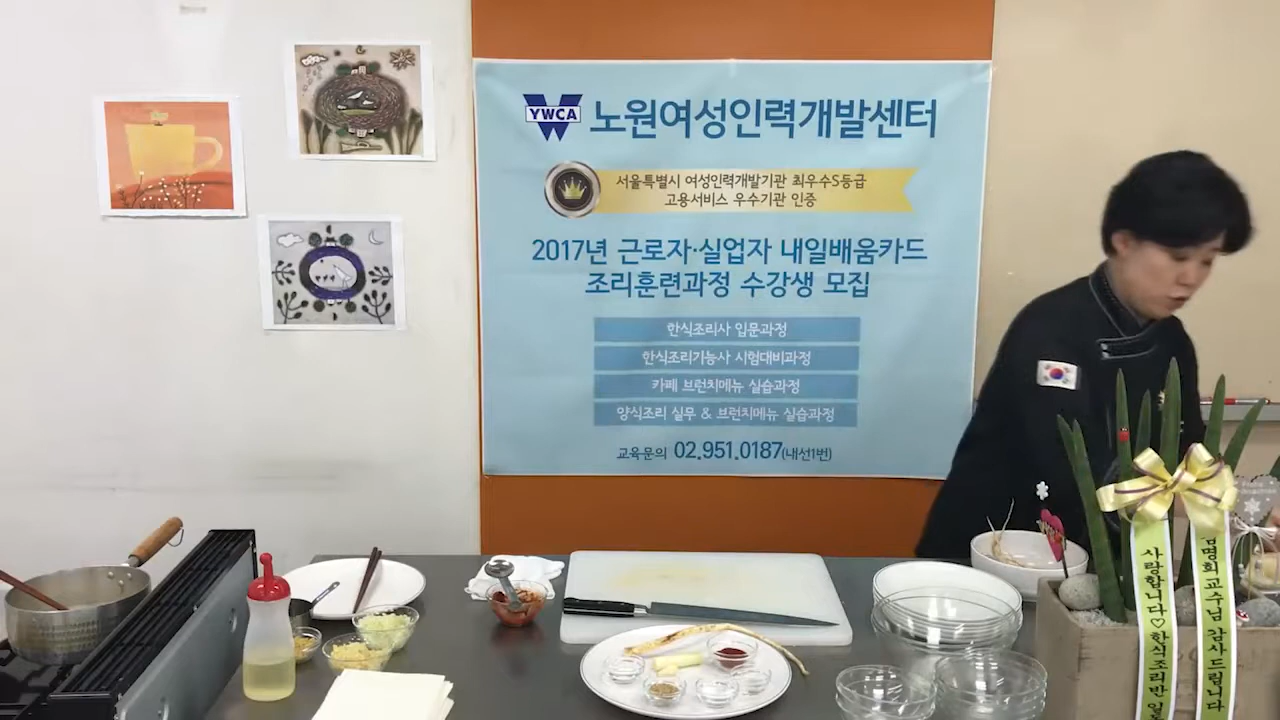 YWCA 노원여성인력개발센터
서울특별시 여성인력개발기관 최우수S등급
고용서비스 우수기관 인증
2017년 근로자·실업자 내일배움카드
조리훈련과정 수강생 모집
한식조리사 입문과정
한식조리기능사 시험대비과정
카페 브런치메뉴 실습과정
양식조리 실무 & 브런치메뉴 실습과정
교육문의 02.951.0187(내선1번)
사랑합니다♡한식조리반 일
김명희교수님 감사드립니다